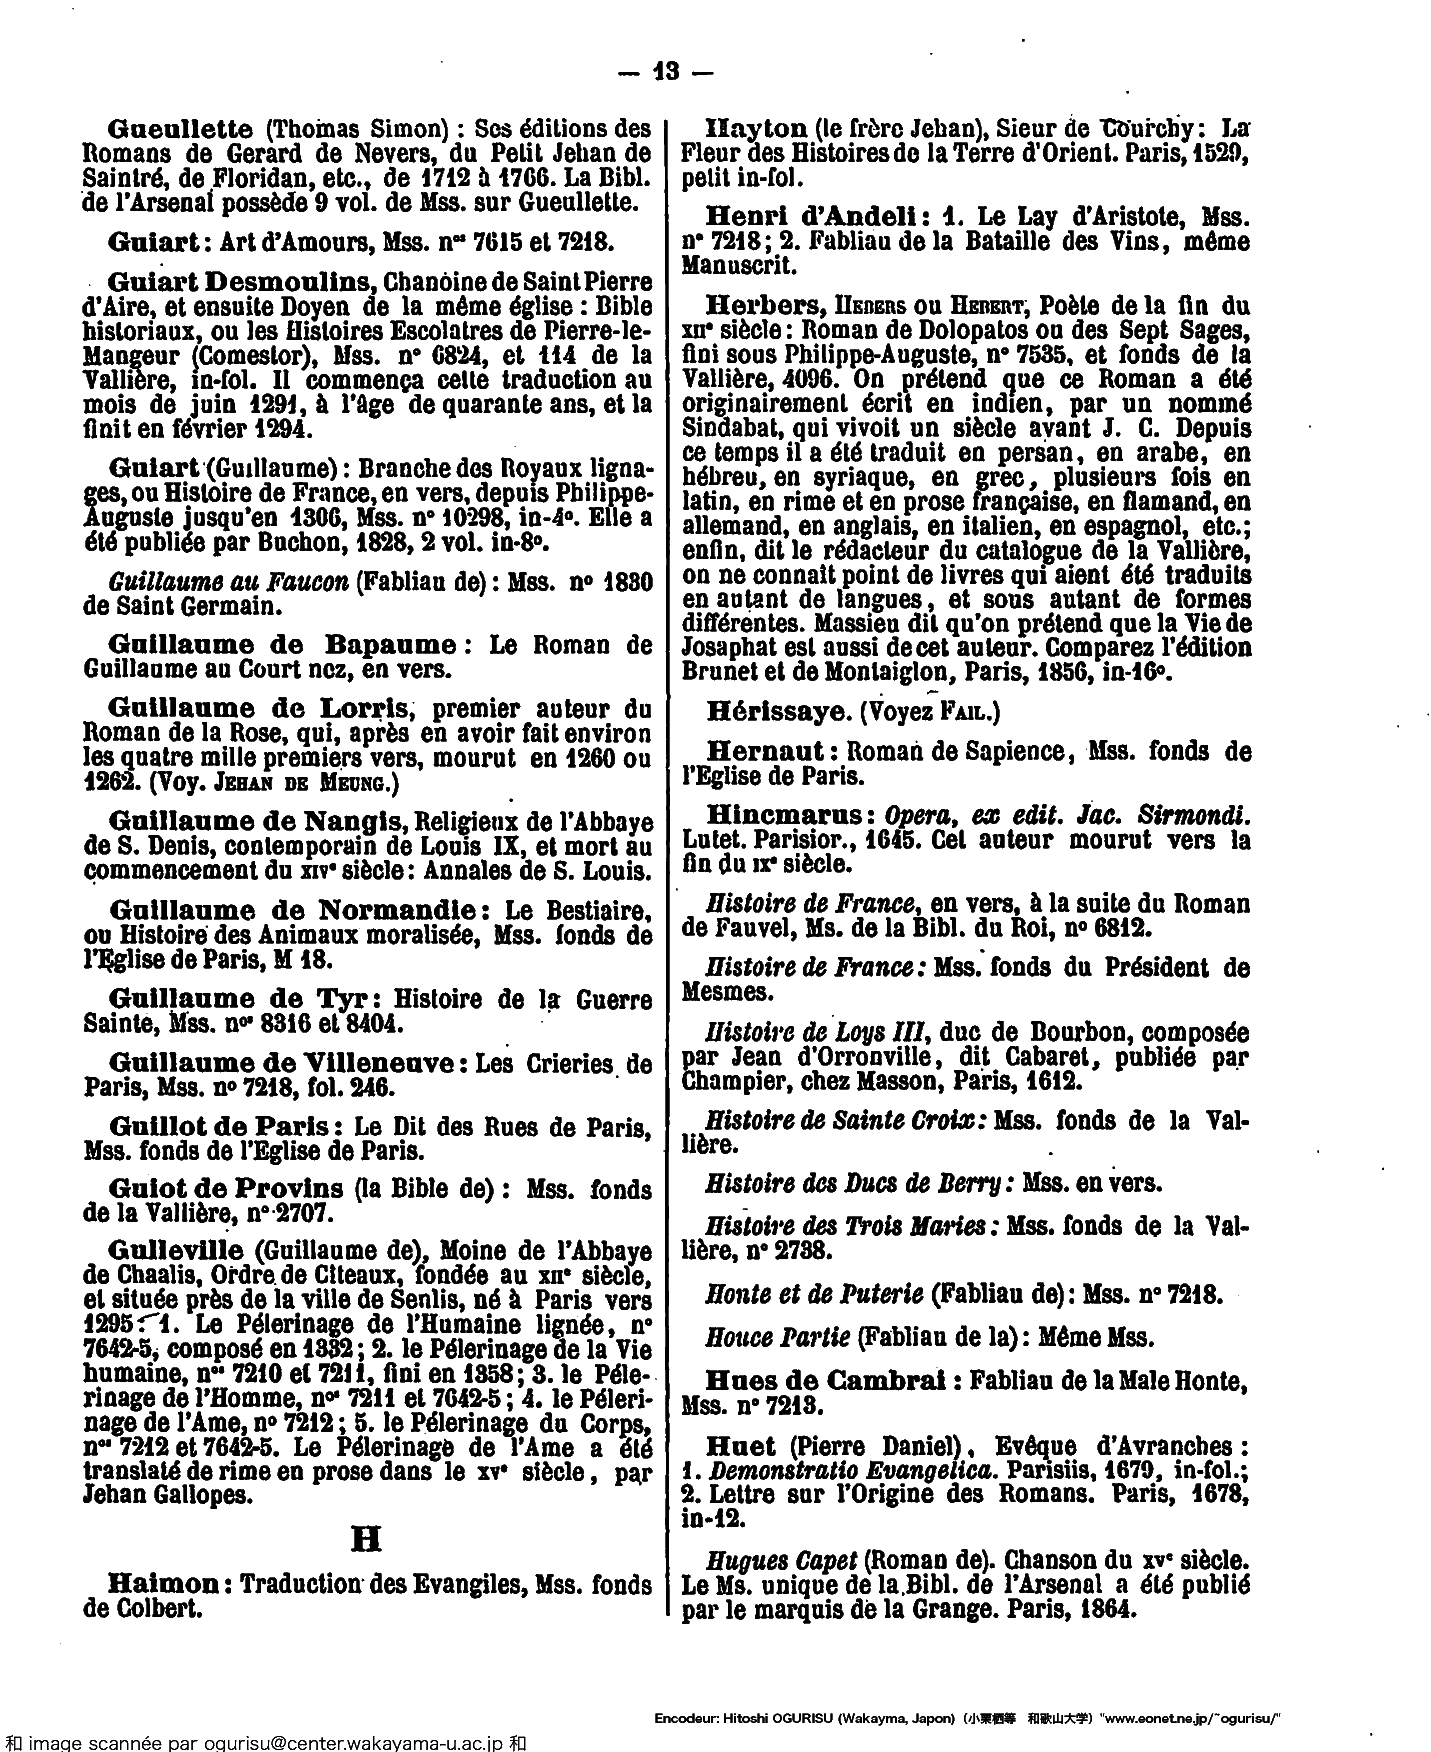 — 13 —
Gueullette (Thomas Simon) : Ses éditions des
Romans de Gerard de Nevers, du Petit Jehan de
Saintré, de Floridan, etc., de 1712 à 1766. La Bibl.
de l'Arsenal possède 9 vol. de Mss. sur Gueullette.
Guiart : Art d'Amours, Mss. nos 7615 et 7218.
Guiart Desmoulins, Chanoine de Saint Pierre
d'Aire, et ensuite Doyen de la même église : Bible
historiaux, ou les Histoires Escolatres de Pierre-le-
Mangeur (Comestor), Mss. no 6824, et 114 de la
Vallière, in-fol. Il commença cette traduction au
mois de juin 1291, à l'âge de quarante ans, et la
finit en février 1294.
Guiart (Guillaume) : Branche des Royaux ligna-
ges, ou Histoire de France, en vers, depuis Philippe-
Auguste jusqu'en 1306, Mss. no 10298, in-4o. Elle a
été publiée par Buchon, 1828, 2 vol. in-8o.
Guillaume au Faucon (Fabliau de) : Mss. no 1830
de Saint Germain.
Guillaume de Bapaume : Le Roman de
Guillaume au Court nez, en vers.
Guillaume de Lorris, premier auteur du
Roman de la Rose, qui, après en avoir fait environ
les quatre mille premiers vers, mourut en 1260 ou
1262. (Voy. JEHAN DE MEUNG.)
Guillaume de Nangis, Religieux de l'Abbaye
de S. Denis, contemporain de Louis IX, et mort au
commencement du XIVe siècle : Annales de S. Louis.
Guillaume de Normandie : Le Bestiaire,
ou Histoire des Animaux moralisée, Mss. fonds de
l'Eglise de Paris, M 18.
Guillaume de Tyr : Histoire de la Guerre
Sainte, Mss. nos 8316 et 8404.
Guillaume de Villeneuve : Les Crieries de
Paris, Mss. no 7218, fol. 246.
Guillot de Paris : Le Dit des Rues de Paris,
Mss. fonds de l'Eglise de Paris.
Guiot de Provins (la Bible de) : Mss. fonds
de la Vallière, no 2707.
Gulleville (Guillaume de), Moine de l'Abbaye
de Chaalis, Ordre de Citeaux, fondée au XIIe siècle,
et située près de la ville de Senlis, né à Paris vers
1295 : 1. Le Pélerinage de l'Humaine lignée, no
7642-5, composé en 1332 ; 2. le Pélerinage de la Vie
humaine, nos 7210 et 7211, fini en 1358 ; 3. le Péle-
rinage de l'Homme, nos 7211 et 7642-5 ; 4. le Péleri-
nage de l'Ame, no 7212 ; 5. le Pélerinage du Corps,
nos 7212 et 7642-5. Le Pélerinage de l'Ame a été
translaté de rime en prose dans le XVe siècle, par
Jehan Gallopes.
H
Haimon : Traduction des Evangiles, Mss. fonds
de Colbert.
Hayton (le frère Jehan), Sieur de Courchy : La
Fleur des Histoires de la Terre d'Orient. Paris, 1529,
petit in-fol.
Henri d'Andeli : 1. Le Lay d'Aristote, Mss.
no 7218 ; 2. Fabliau de la Bataille des Vins, même
Manuscrit.
Herbers, HEBERS ou HEBERT, Poète de la fin du
XIIe siècle : Roman de Dolopatos ou des Sept Sages,
fini sous Philippe-Auguste, no 7535, et fonds de la
Vallière, 4096. On prétend que ce Roman a été
originairement écrit en indien, par un nommé
Sindabat, qui vivoit un siècle avant J. C. Depuis
ce temps il a été traduit en persan, en arabe, en
hébreu, en syriaque, en grec, plusieurs fois en
latin, en rime et en prose française, en flamand, en
allemand, en anglais, en italien, en espagnol, etc.;
enfin, dit le rédacteur du catalogue de la Vallière,
on ne connait point de livres qui aient été traduits
en autant de langues, et sous autant de formes
différentes. Massieu dit qu'on prétend que la Vie de
Josaphat est aussi de cet auteur. Comparez l'édition
Brunet et de Montaiglon, Paris, 1856, in-16o.
Hérissaye. (Voyez FAIL.)
Hernaut : Roman de Sapience, Mss. fonds de
l'Eglise de Paris.
Hincmarus : Opera, ex edit. Jac. Sirmondi.
Lutet. Parisior., 1645. Cet auteur mourut vers la
fin du IXe siècle.
Histoire de France, en vers, à la suite du Roman
de Fauvel, Ms. de la Bibl. du Roi, no 6812.
Histoire de France : Mss. fonds du Président de
Mesmes.
Histoire de Loys III, duc de Bourbon, composée
par Jean d'Orronville, dit Cabaret, publiée par
Champier, chez Masson, Paris, 1612.
Histoire de Sainte Croix : Mss. fonds de la Val-
lière.
Histoire des Ducs de Berry : Mss. en vers.
Histoire des Trois Maries : Mss. fonds de la Val-
lière, no 2738.
Honte et de Puterie (Fabliau de) : Mss. no 7218.
Houce Partie (Fabliau de la) : Même Mss.
Hues de Cambrai : Fabliau de la Male Honte,
Mss. no 7213.
Huet (Pierre Daniel), Evêque d'Avranches :
1. Demonstratio Evangelica. Parisiis, 1679, in-fol.;
2. Lettre sur l'Origine des Romans. Paris, 1678,
in-12.
Hugues Capet (Roman de). Chanson du XVe siècle.
Le Ms. unique de la Bibl. de l'Arsenal a été publié
par le marquis de la Grange. Paris, 1864.
Encodeur: Hitoshi OGURISU (Wakayma, Japon) (小栗栖等 和歌山大学) "www.eonet.ne.jp/~ogurisu/"
和 image scannée par ogurisu@center.wakayama-u.ac.jp 和